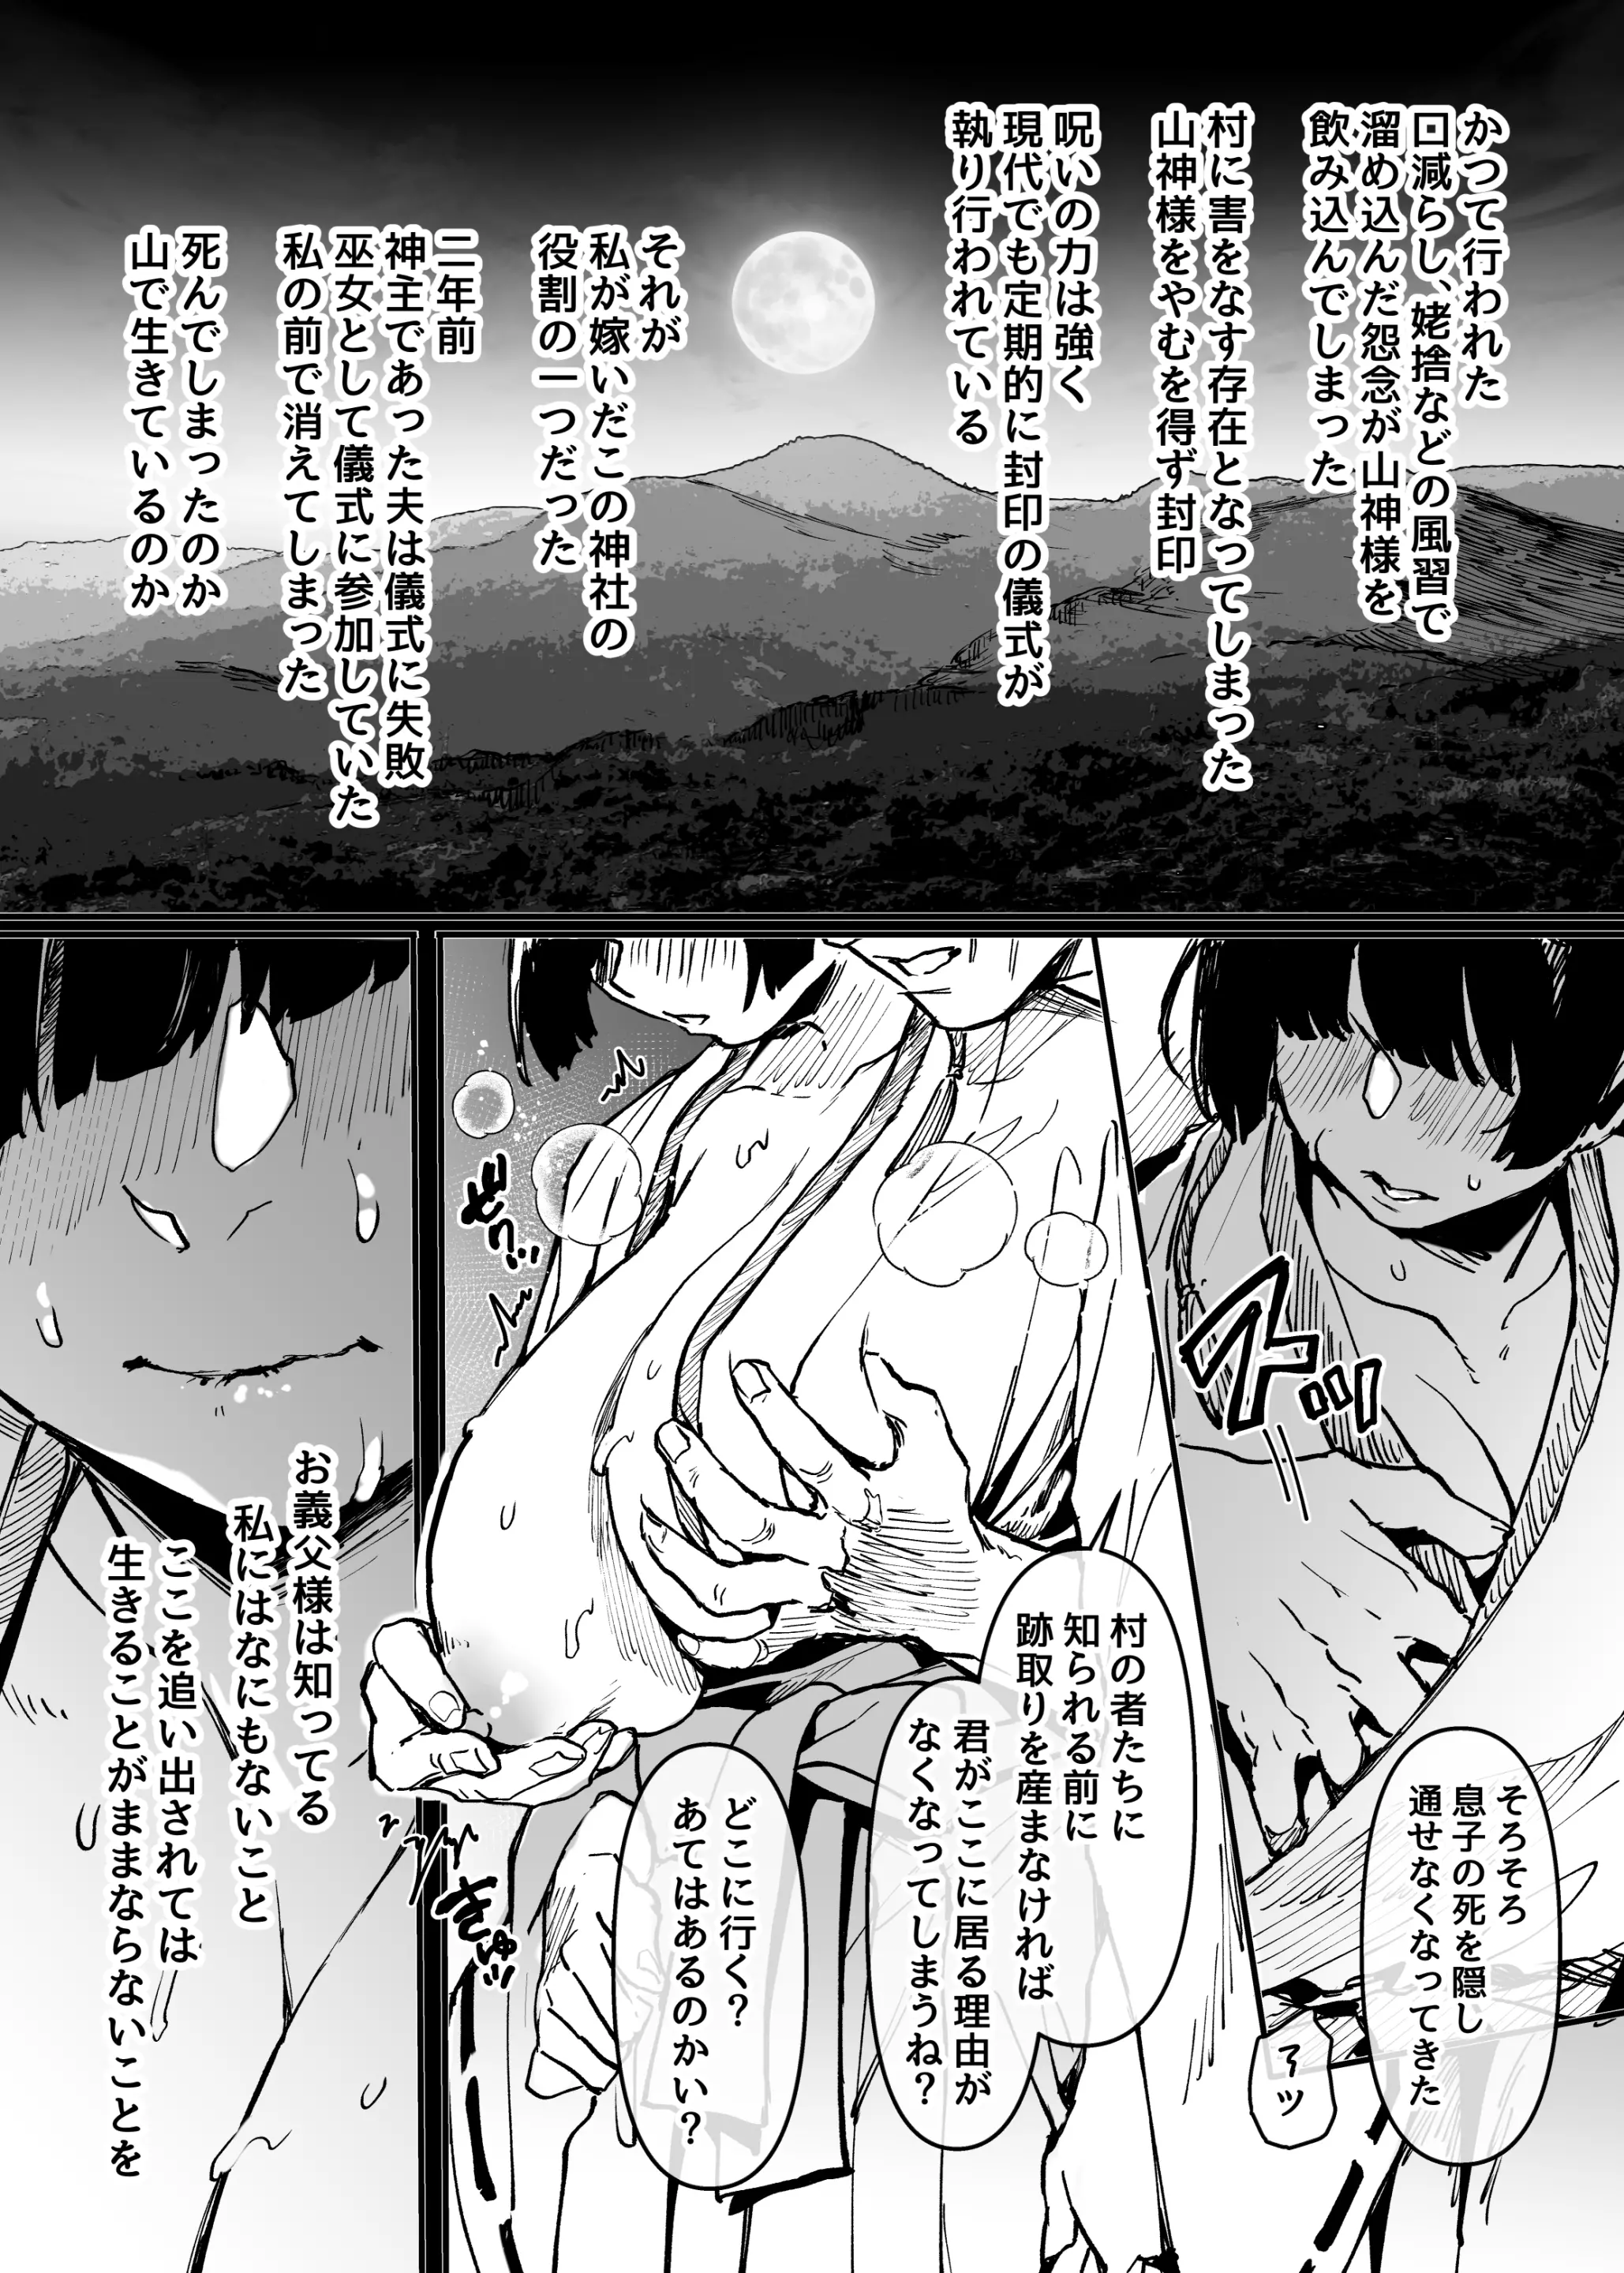 かつて行われた
口減らし、姥捨などの風習で
溜め込んだ怨念が山神様を
飲み込んでしまった
村に害をなす存在となってしまった
山神様をやむを得ず封印
呪いの力は強く
現代でも定期的に封印の儀式が
執り行われている
それが
私が嫁いだこの神社の
役割の一つだった
二年前
神主であった夫は儀式に失敗
巫女として儀式に参加していた
私の前で消えてしまった
死んでしまったのか
山で生きているのか
そろそろ
息子の死を隠し
通せなくなってきた
アッ
村の者たちに
知られる前に
跡取りを産まなければ
君がここに居る理由が
なくなってしまうね？
どこに行く？
あてはあるのかい？
ぎゅッ…
お義父様は知ってる
私にはなにもないこと
ここを追い出されては
生きることがままならないことを